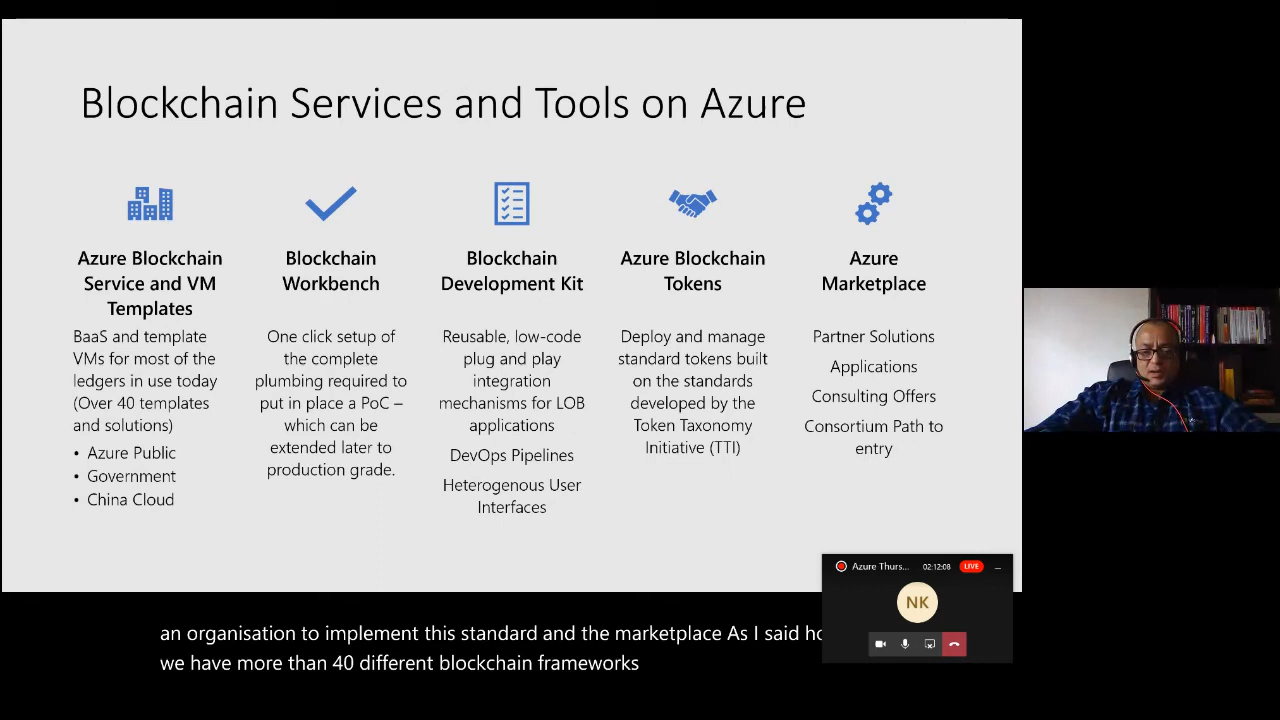 Blockchain Services and Tools on Azure
Azure Blockchain
Service and VM
Templates
BaaS and template
VMs for most of the
ledgers in use today
(Over 40 templates
and solutions)
• Azure Public
• Government
• China Cloud
Blockchain
Workbench
One click setup of
the complete
plumbing required to
put in place a PoC –
which can be
extended later to
production grade.
Blockchain
Development Kit
Reusable, low-code
plug and play
integration
mechanisms for LOB
applications
DevOps Pipelines
Heterogenous User
Interfaces
Azure Blockchain
Tokens
Deploy and manage
standard tokens built
on the standards
developed by the
Token Taxonomy
Initiative (TTI)
Azure
Marketplace
Partner Solutions
Applications
Consulting Offers
Consortium Path to
entry
Azure Thurs... 02:12:08 LIVE
NK
an organisation to implement this standard and the marketplace As I said
we have more than 40 different blockchain frameworks